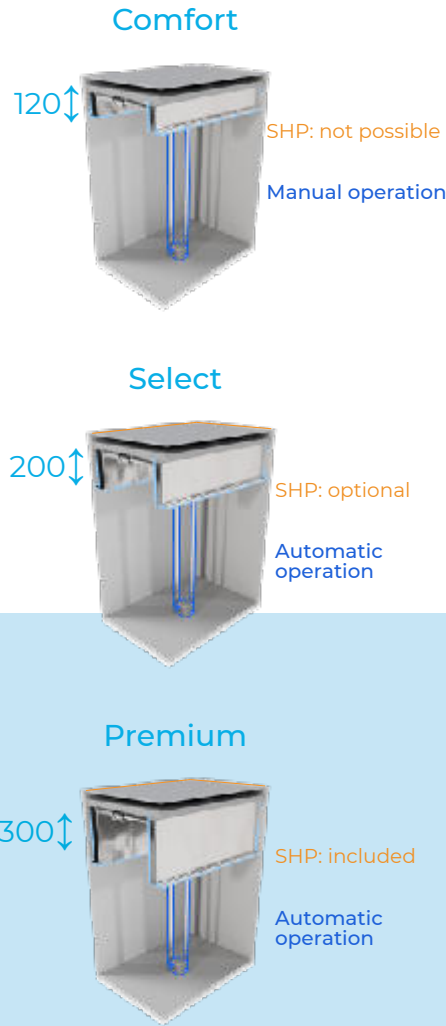 Comfort
120
SHP: not possible
Manual operation
Select
200
SHP: optional
Automatic
operation
Premium
300
SHP: included
Automatic
operation